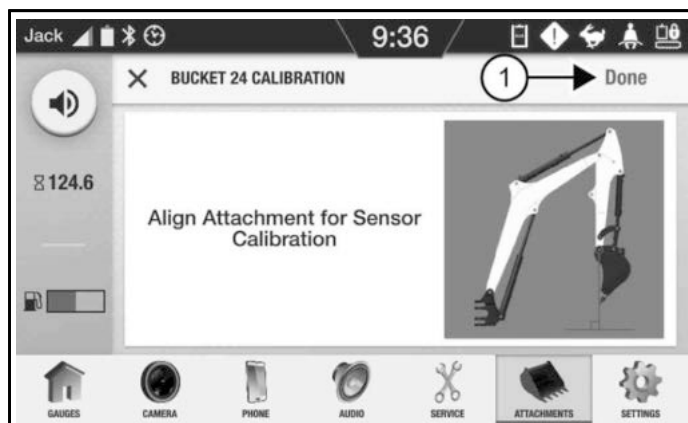 Jack 9:36
BUCKET 24 CALIBRATION 1 Done
124.6
Align Attachment for Sensor
Calibration
GAUGES CAMERA PHONE AUDIO SERVICE ATTACHMENTS SETTINGS